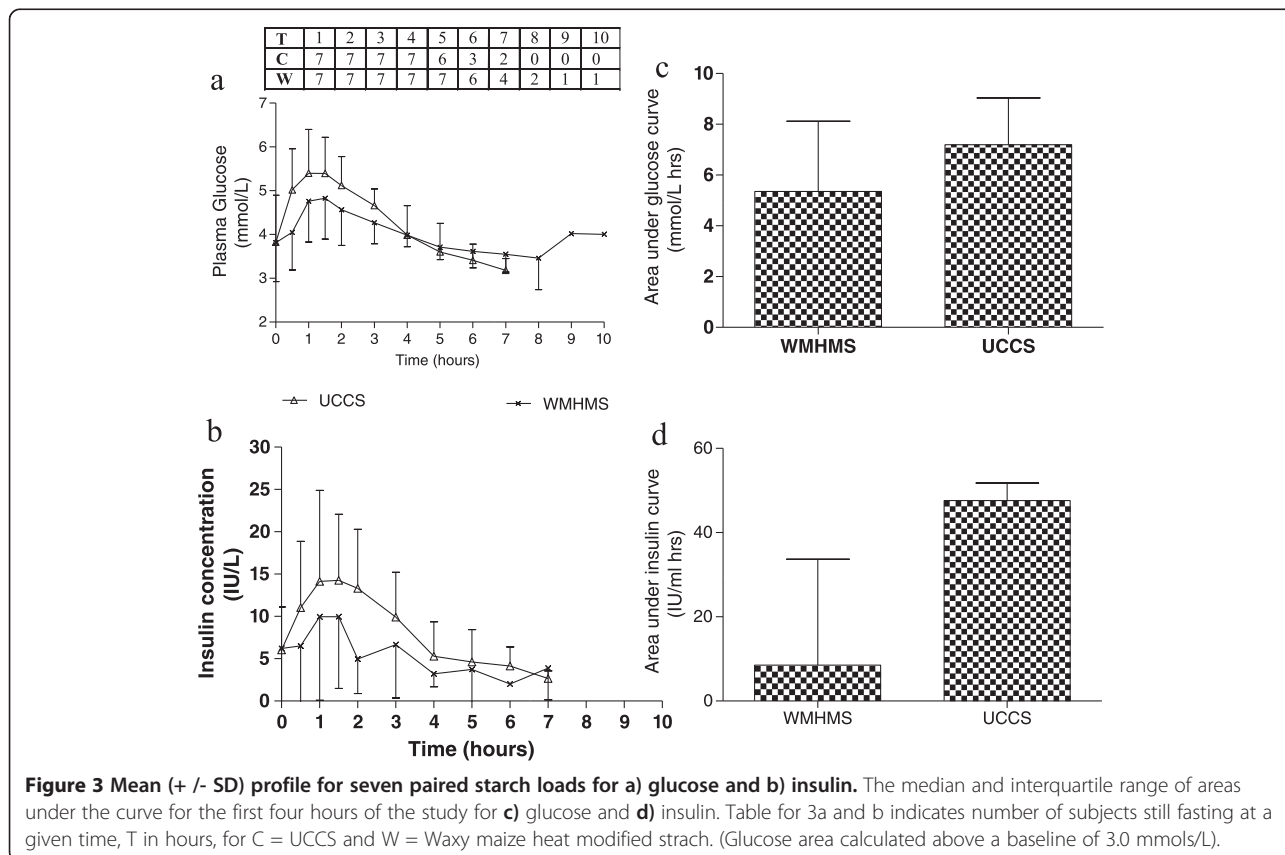 T 1 2 3 4 5 6 7 8 9 10
C 7 7 7 7 6 3 2 0 0 0
W 7 7 7 7 7 6 4 2 1 1
a
7
6
5
4
3
2
Plasma Glucose
(mmol/L)
0 1 2 3 4 5 6 7 8 9 10
Time (hours)
c
10
8
6
4
2
0
Area under glucose curve
(mmol/L hrs)
WMHMS UCCS
UCCS WMHMS
b
30
25
20
15
10
5
0
Insulin concentration
(IU/L)
0 1 2 3 4 5 6 7 8 9 10
Time (hours)
d
60
40
20
0
Area under insulin curve
(IU/ml hrs)
WMHMS UCCS
Figure 3 Mean (+ /- SD) profile for seven paired starch loads for a) glucose and b) insulin. The median and interquartile range of areas
under the curve for the first four hours of the study for c) glucose and d) insulin. Table for 3a and b indicates number of subjects still fasting at a
given time, T in hours, for C = UCCS and W = Waxy maize heat modified strach. (Glucose area calculated above a baseline of 3.0 mmols/L).